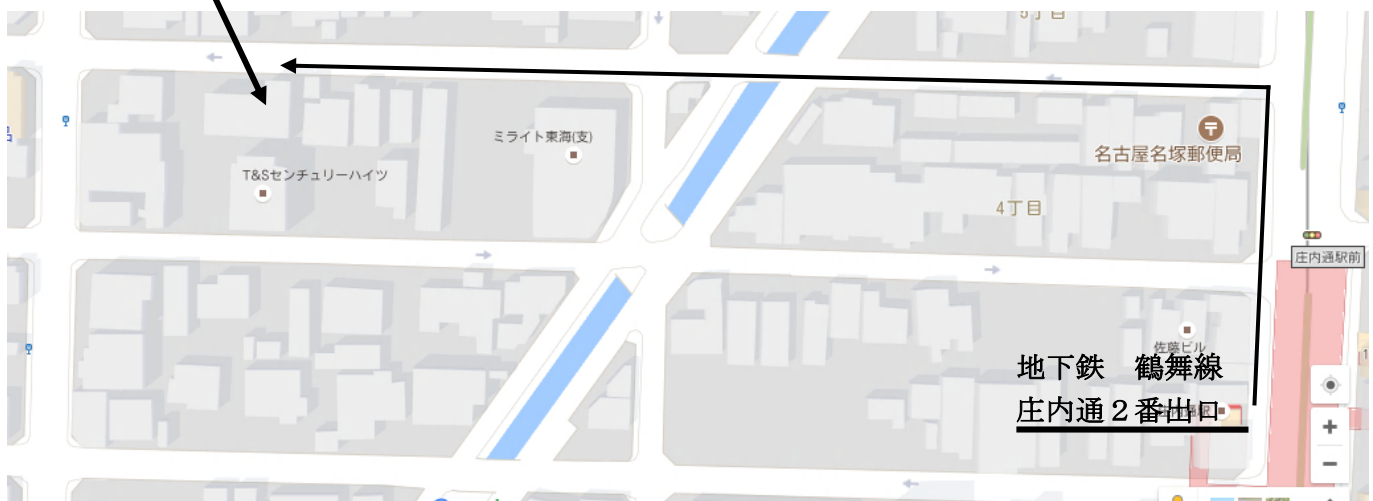 5丁目
ミライト東海(支)
名古屋名塚郵便局
T&Sセンチュリーハイツ
4丁目
庄内通駅前
佐藤ビル
地下鉄　鶴舞線
庄内通2番出口